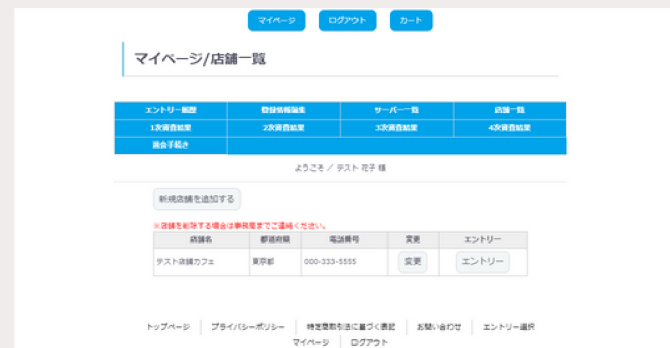 マイページ ログアウト カート
マイページ/店舗一覧
エントリー履歴 登録情報編集 サーバー一覧 店舗一覧
1次審査結果 2次審査結果 3次審査結果 4次審査結果
退会手続き
ようこそ / テスト 花子 様
新規店舗を追加する
※店舗を削除する場合は事務局までご連絡ください。
店舗名 都道府県 電話番号 変更 エントリー
テスト店舗カフェ 東京都 000-333-5555 変更 エントリー
トップページ プライバシーポリシー 特定商取引法に基づく表記 お問い合わせ エントリー選択
マイページ ログアウト